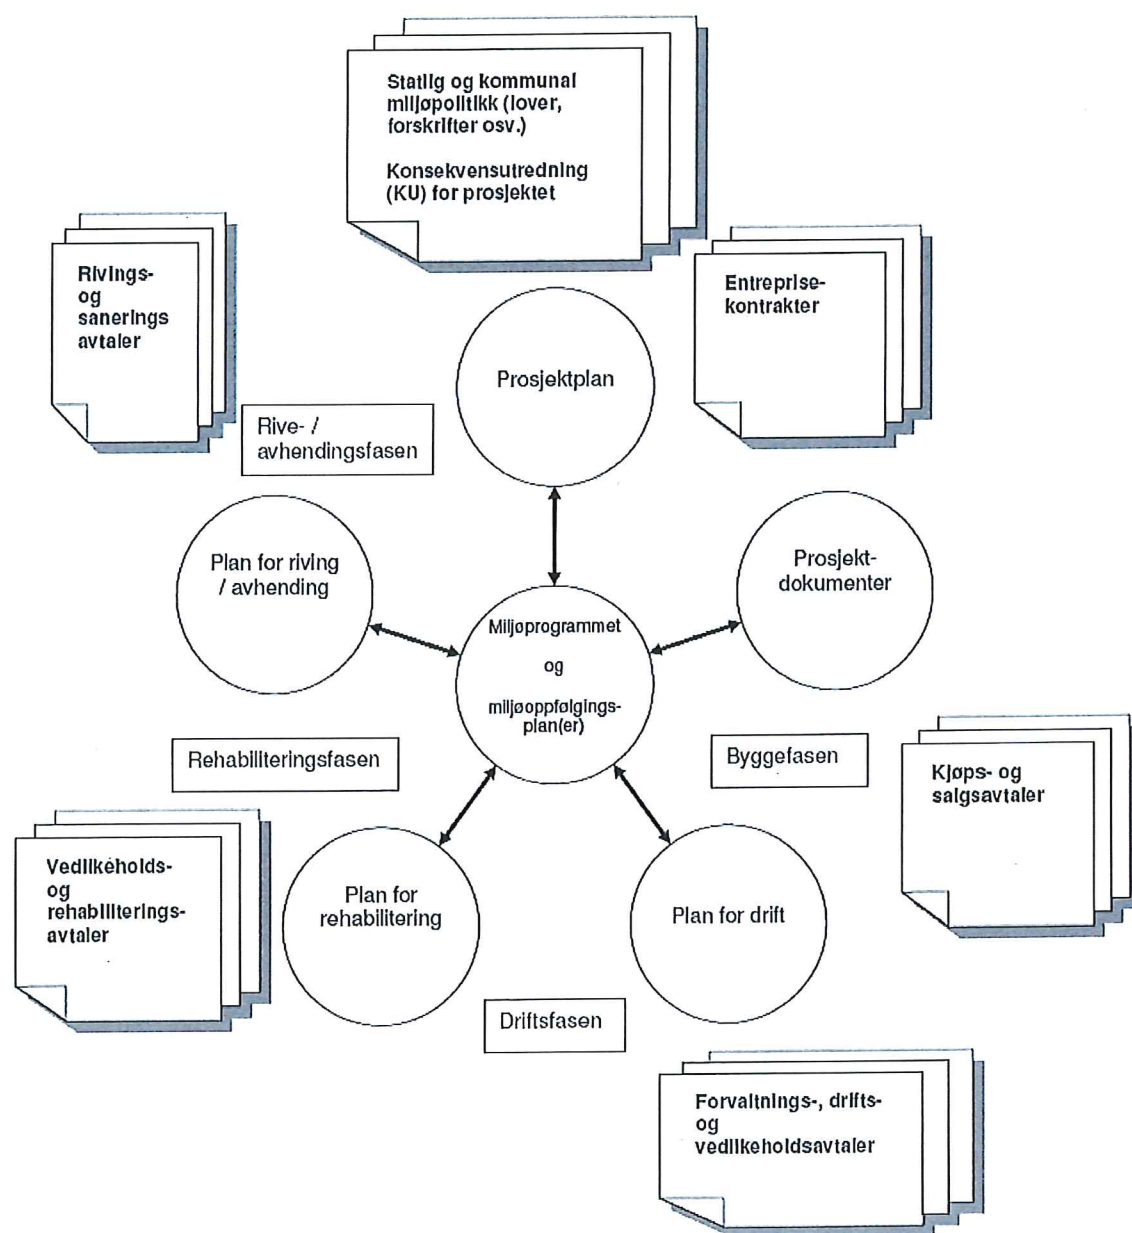 Statlig og kommunal
miljøpolitikk (lover,
forskrifter osv.)
Konsekvensutredning
(KU) for prosjektet
Rivings-
og
sanerings
avtaler
Entreprise-
kontrakter
Prosjektplan
Rive- /
avhendingsfasen
Plan for riving
/ avhending
Prosjekt-
dokumenter
Miljøprogrammet
og
miljøoppfølgings-
plan(er)
Rehabiliteringsfasen
Byggefasen
Kjøps- og
salgsavtaler
Vedlikeholds-
og
rehabiliterings-
avtaler
Plan for
rehabilitering
Plan for drift
Driftsfasen
Forvaltnings-, drifts-
og
vedlikeholdsavtaler